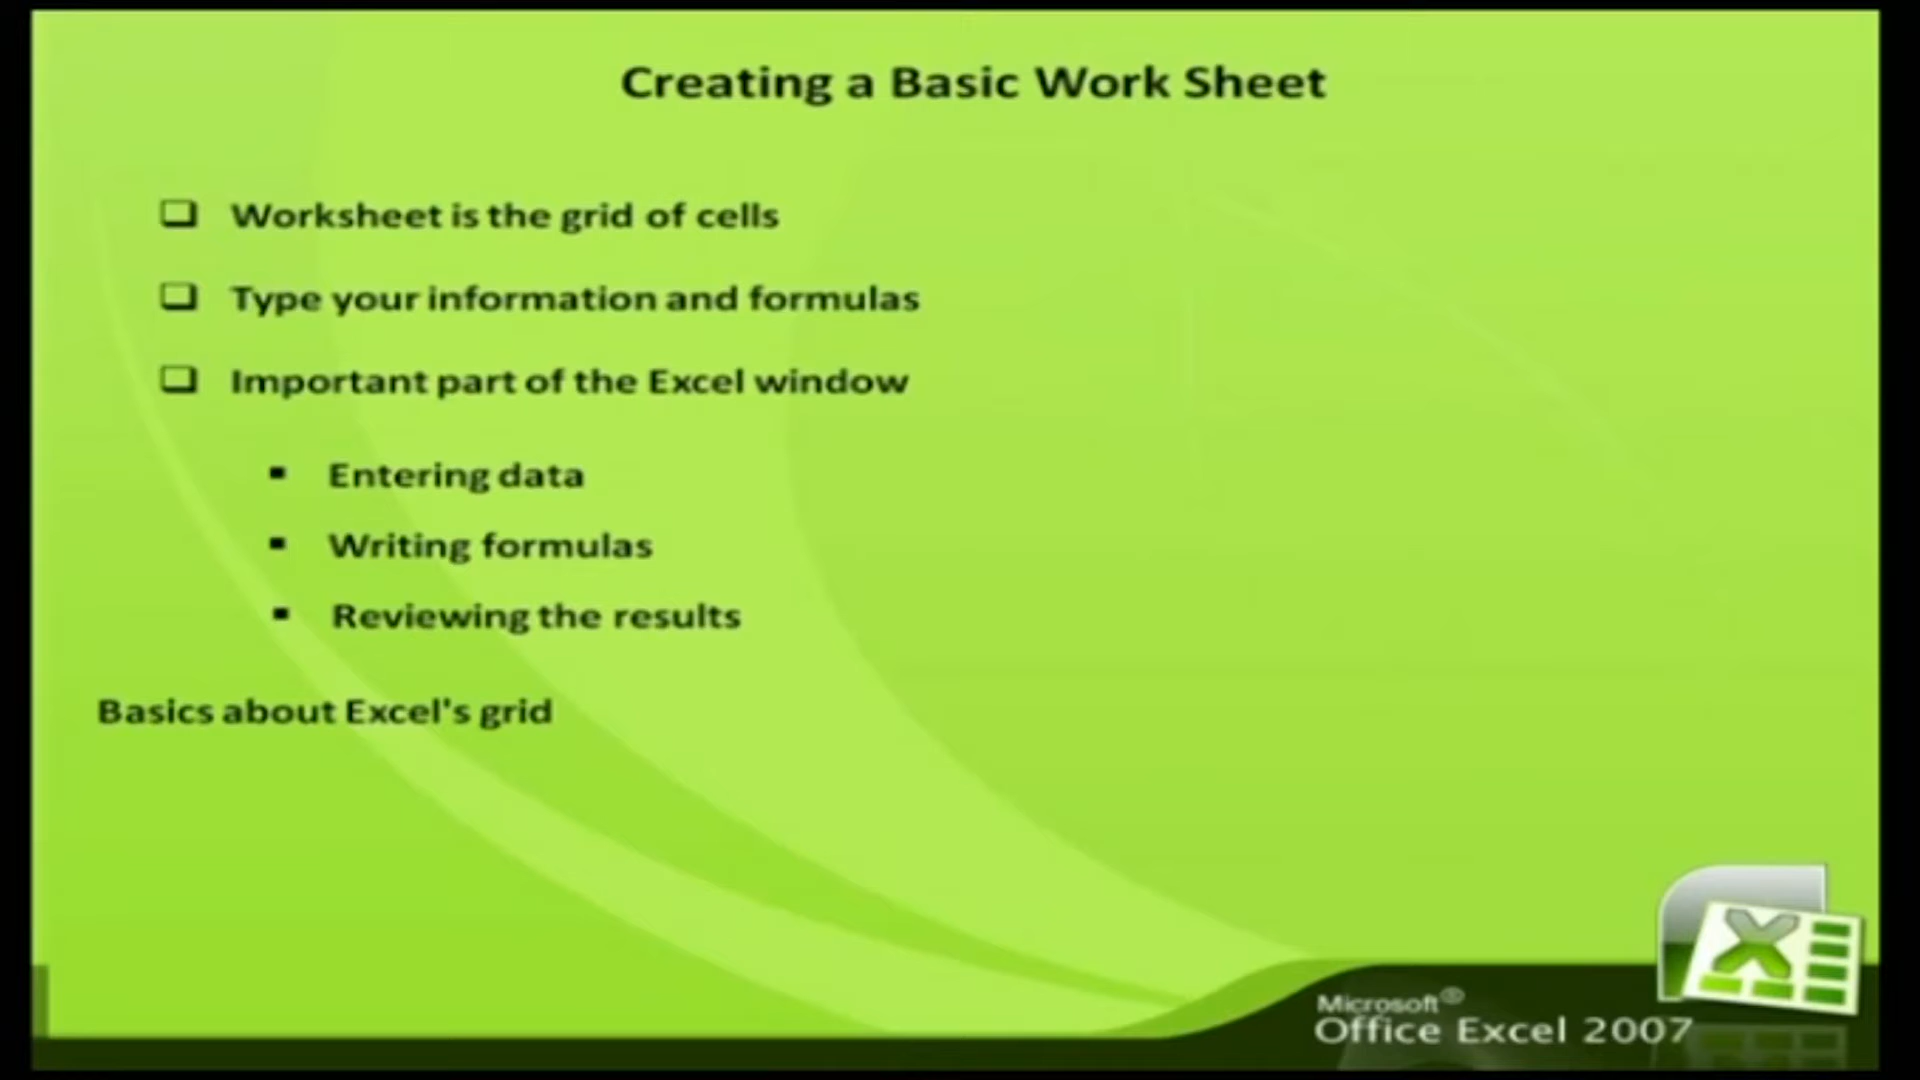 Creating a Basic Work Sheet
Worksheet is the grid of cells
Type your information and formulas
Important part of the Excel window
Entering data
Writing formulas
Reviewing the results
Basics about Excel's grid
Microsoft®
Office Excel 2007